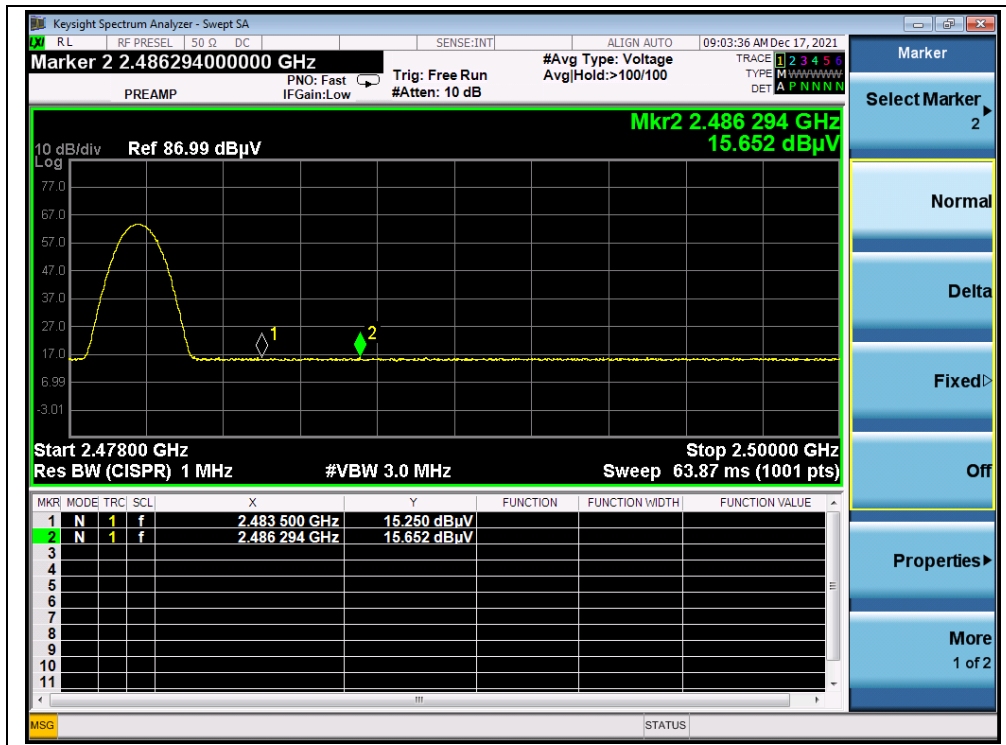 Keysight Spectrum Analyzer - Swept SA
LXI RL RF PRESEL 50 Ω DC SENSE:INT ALIGN AUTO 09:03:36 AM Dec 17, 2021
Marker 2 2.486294000000 GHz
PREAMP
PNO: Fast
IFGain:Low
Trig: Free Run
#Atten: 10 dB
#Avg Type: Voltage
Avg|Hold:>100/100
TRACE 1 2 3 4 5 6
TYPE M WWWWW
DET A P N N N N
Mkr2 2.486 294 GHz
15.652 dBµV
10 dB/div Ref 86.99 dBµV
Log
77.0
67.0
57.0
47.0
37.0
27.0
17.0
6.99
-3.01
1
2
Start 2.47800 GHz Stop 2.50000 GHz
Res BW (CISPR) 1 MHz #VBW 3.0 MHz Sweep 63.87 ms (1001 pts)
MKR MODE TRC SCL X Y FUNCTION FUNCTION WIDTH FUNCTION VALUE
1 N 1 f 2.483 500 GHz 15.250 dBµV
2 N 1 f 2.486 294 GHz 15.652 dBµV
3
4
5
6
7
8
9
10
11
MSG STATUS
Marker
Select Marker
2
Normal
Delta
Fixed
Off
Properties
More
1 of 2